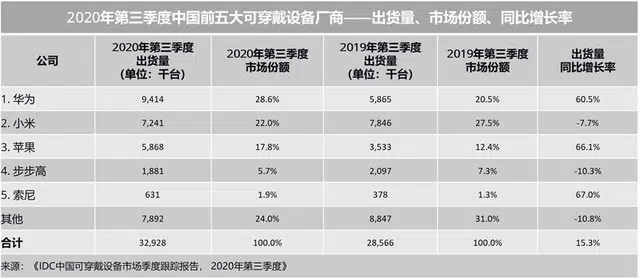 2020年第三季度中国前五大可穿戴设备厂商——出货量、市场份额、同比增长率
公司 2020年第三季度出货量(单位：千台) 2020年第三季度市场份额 2019年第三季度出货量(单位：千台) 2019年第三季度市场份额 出货量同比增长率
1. 华为 9,414 28.6% 5,865 20.5% 60.5%
2. 小米 7,241 22.0% 7,846 27.5% -7.7%
3. 苹果 5,868 17.8% 3,533 12.4% 66.1%
4. 步步高 1,881 5.7% 2,097 7.3% -10.3%
5. 索尼 631 1.9% 378 1.3% 67.0%
其他 7,892 24.0% 8,847 31.0% -10.8%
合计 32,928 100.0% 28,566 100.0% 15.3%
来源：《IDC中国可穿戴设备市场季度跟踪报告，2020年第三季度》